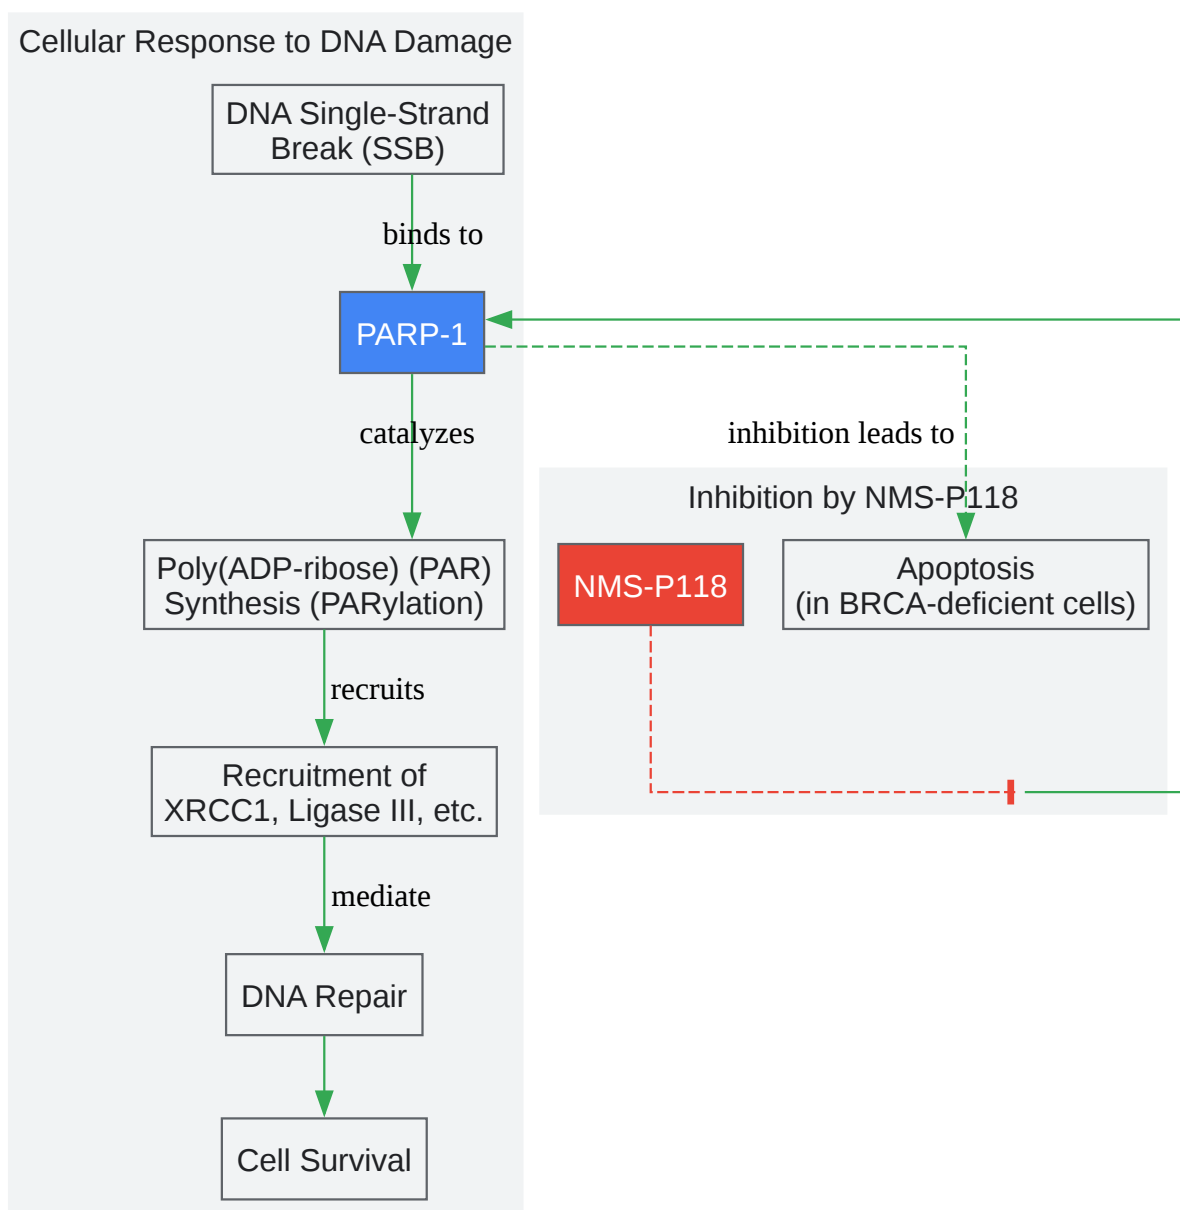 Cellular Response to DNA Damage
DNA Single-Strand
Break (SSB)
binds to
PARP-1
catalyzes
inhibition leads to
Inhibition by NMS-P118
NMS-P118
Apoptosis
(in BRCA-deficient cells)
Poly(ADP-ribose) (PAR)
Synthesis (PARylation)
recruits
Recruitment of
XRCC1, Ligase III, etc.
mediate
DNA Repair
Cell Survival